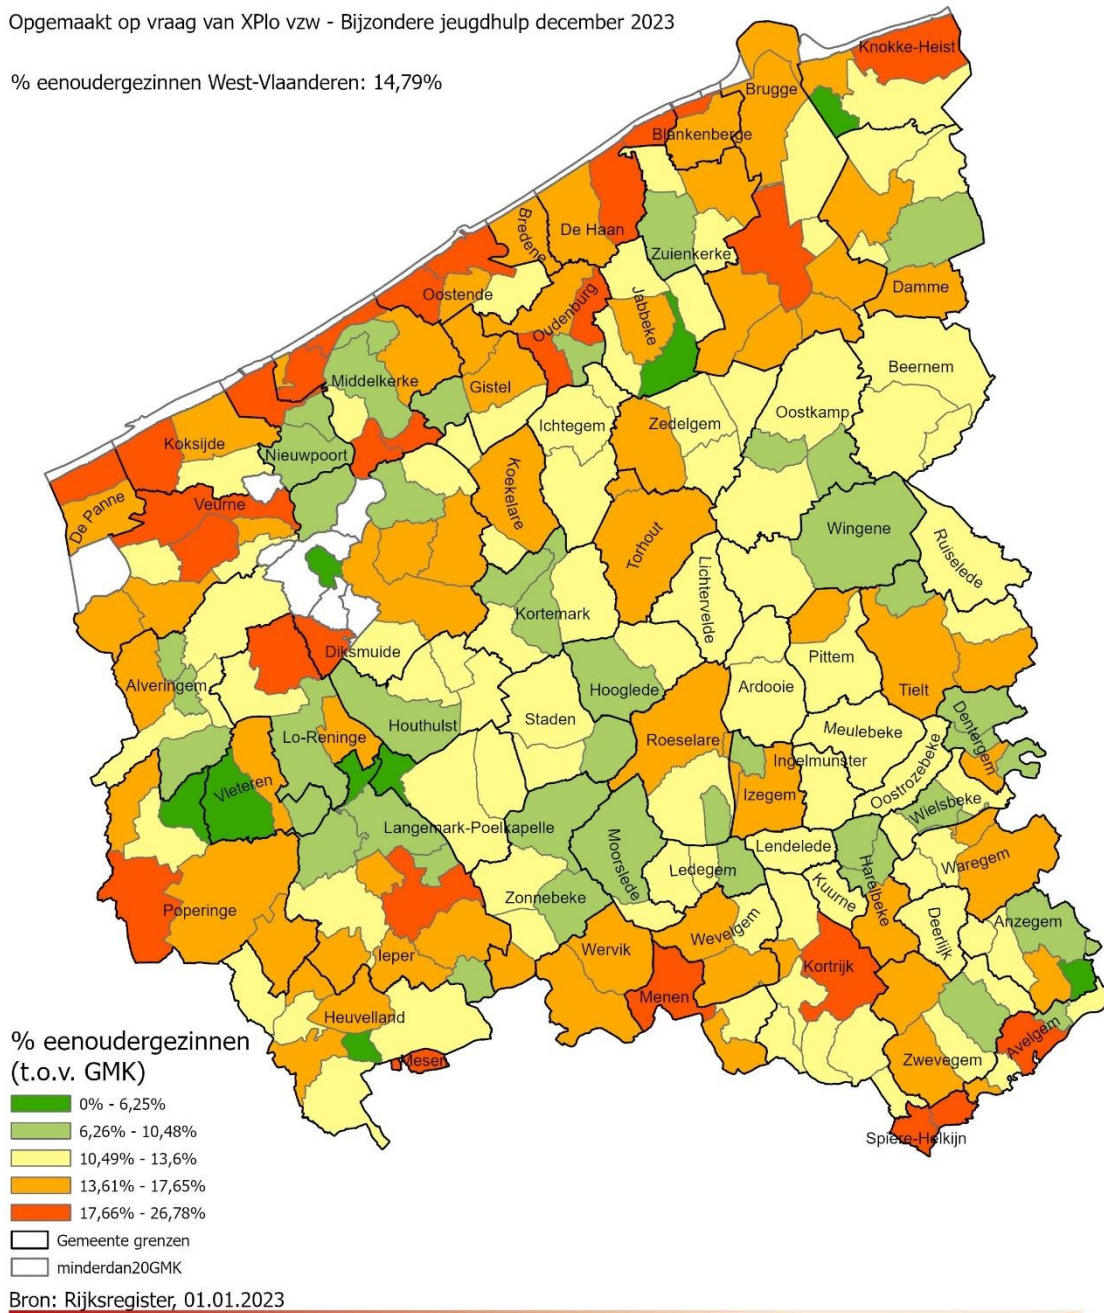 Opgemaakt op vraag van XPlo vzw - Bijzondere jeugdhulp december 2023
% eenoudergezinnen West-Vlaanderen: 14,79%
Knokke-Heist
Brugge
Blankenberge
Bredene
De Haan
Zuienkerke
Damme
Oostende
Oudenburg
Jabbeke
Beernem
Middelkerke
Gistel
Oostkamp
Ichtegem
Zedelgem
Koksijde
Nieuwpoort
Koekelare
De Panne
Veurne
Torhout
Wingene
Ruiselede
Lichtervelde
Kortemark
Diksmuide
Pittem
Alveringem
Hooglede
Ardooie
Tielt
Staden
Houthulst
Lo-Reninge
Roeselare
Meulebeke
Dentergem
Ingelmunster
Oostrozebeke
Vleteren
Izegem
Wielsbeke
Langemark-Poelkapelle
Moorslede
Lendelede
Harelbeke
Waregem
Ledegem
Zonnebeke
Kuurne
Poperinge
Anzegem
Deerlijk
Wevelgem
Wervik
Ieper
Kortrijk
Menen
Heuvelland
Avelgem
Mesen
Zwevegem
Spiere-Helkijn
% eenoudergezinnen
(t.o.v. GMK)
0% - 6,25%
6,26% - 10,48%
10,49% - 13,6%
13,61% - 17,65%
17,66% - 26,78%
Gemeente grenzen
minderdan20GMK
Bron: Rijksregister, 01.01.2023